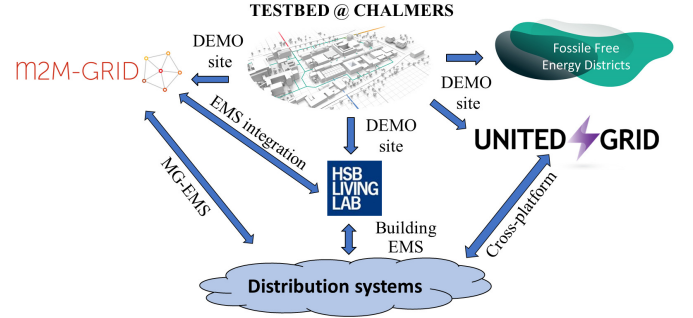 TESTBED @ CHALMERS
DEMO
site
m2M-GRID
Fossile Free
Energy Districts
DEMO
site
DEMO
site
EMS integration
UNITED GRID
HSB
LIVING
LAB
MG-EMS
Building
EMS
Cross-platform
Distribution systems